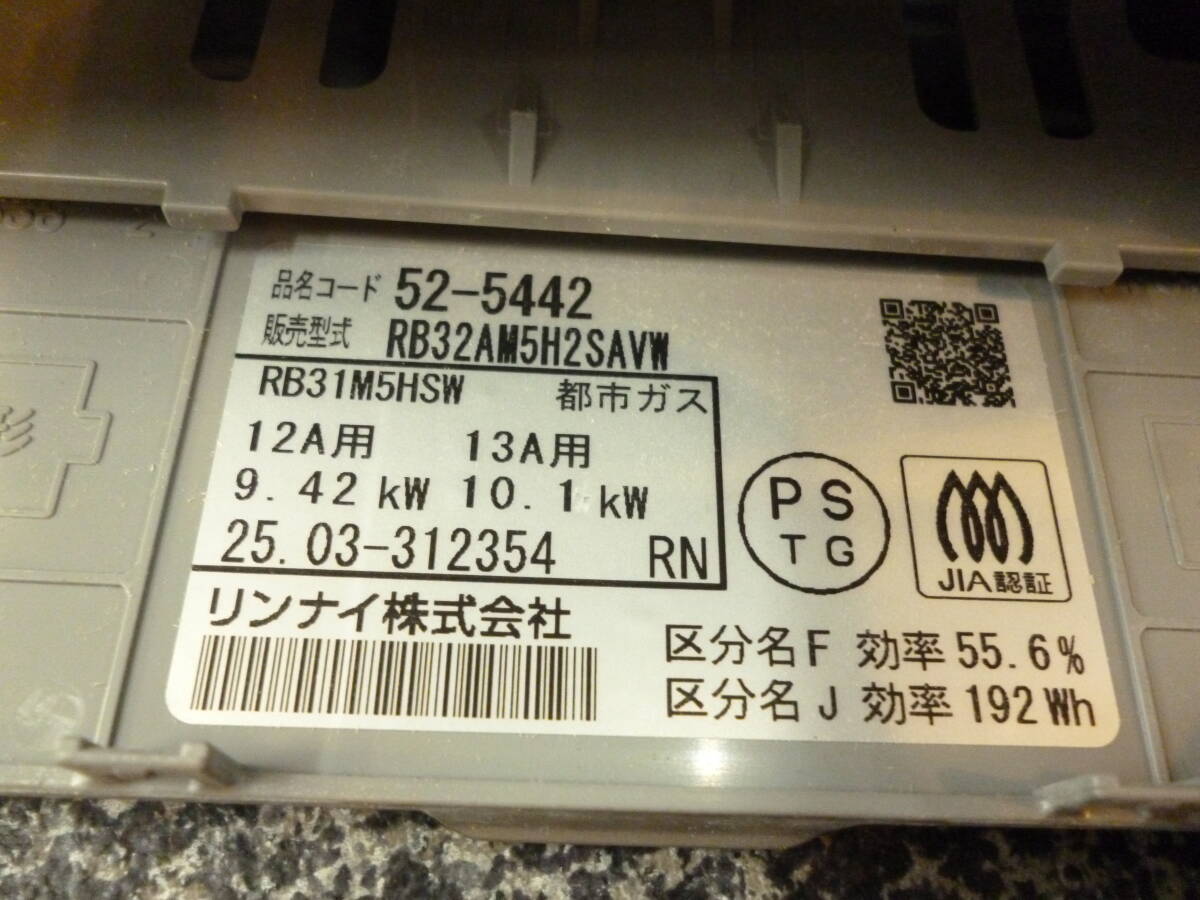 品名コード 52-5442
販売型式 RB32AM5H2SAVW
RB31M5HSW 都市ガス
12A用 13A用
9.42 kW 10.1 kW
25.03-312354 RN
PS
TG
JIA認証
リンナイ株式会社
区分名F 効率 55.6%
区分名J 効率 192 Wh